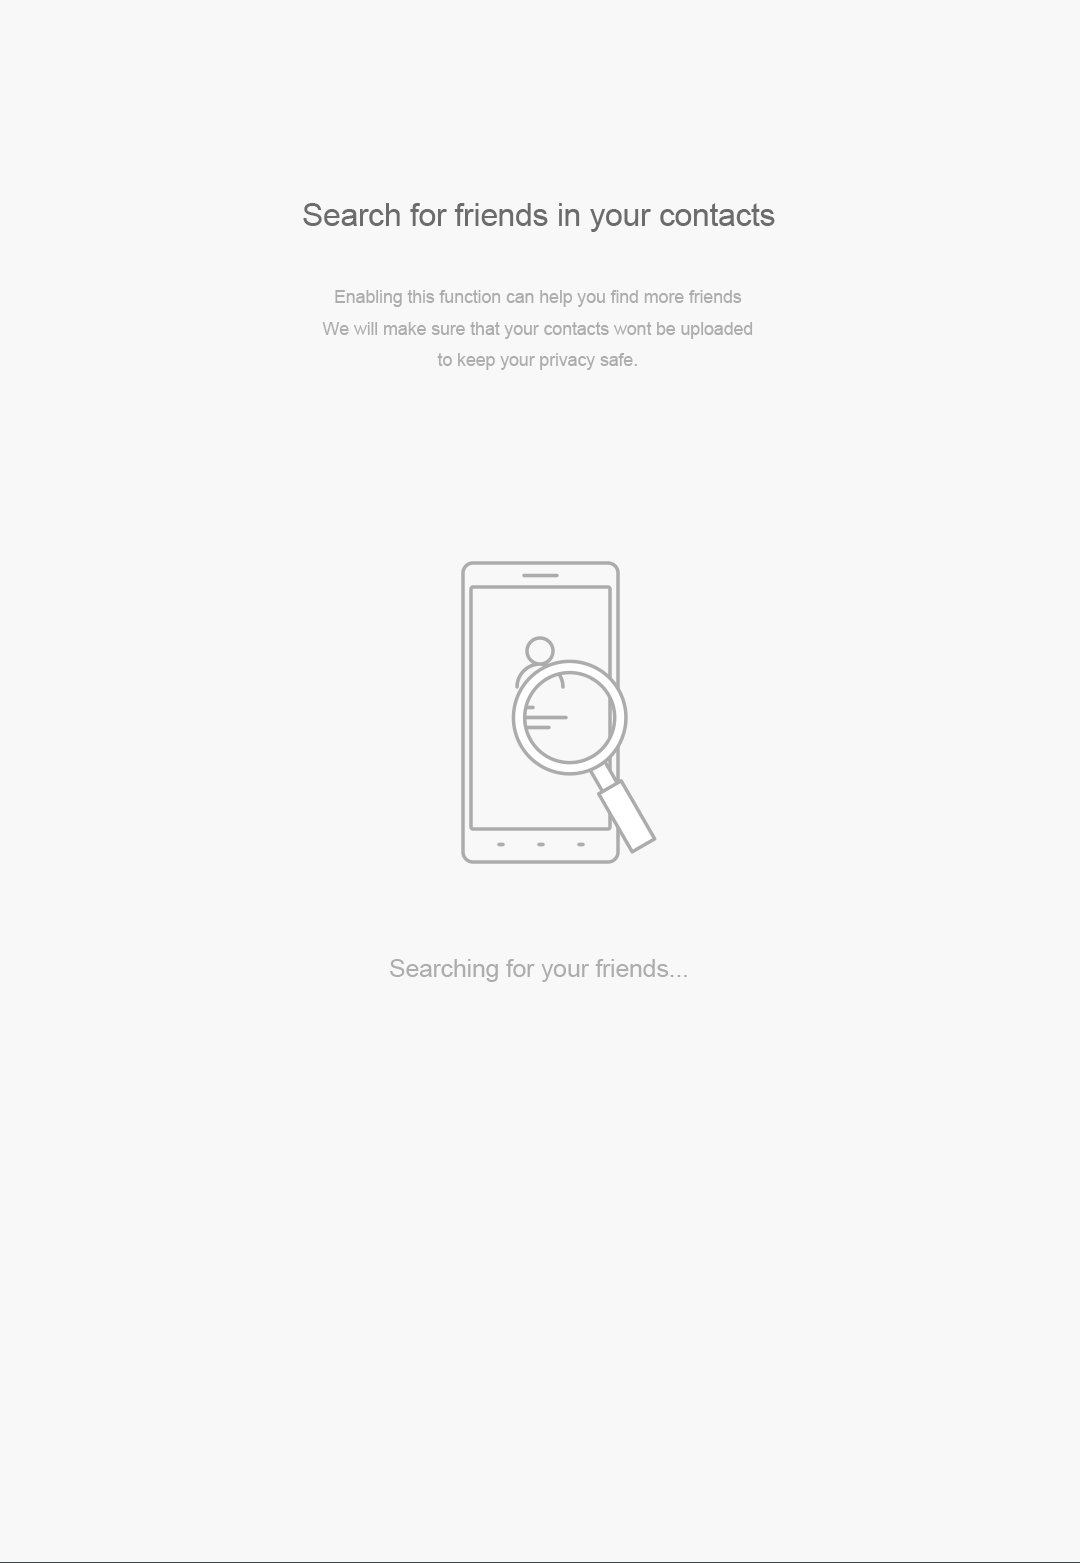 Search for friends in your contacts
Enabling this function can help you find more friends
We will make sure that your contacts wont be uploaded
to keep your privacy safe.
Searching for your friends...